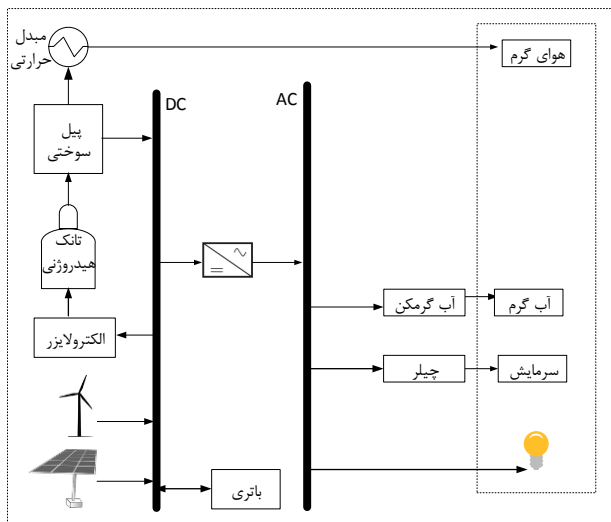 مبدل
حرارتی
هوای گرم
DC
AC
پیل
سوختی
تانک
هیدروژنی
آب گرمکن
آب گرم
الکترولایزر
چیلر
سرمایش
باتری